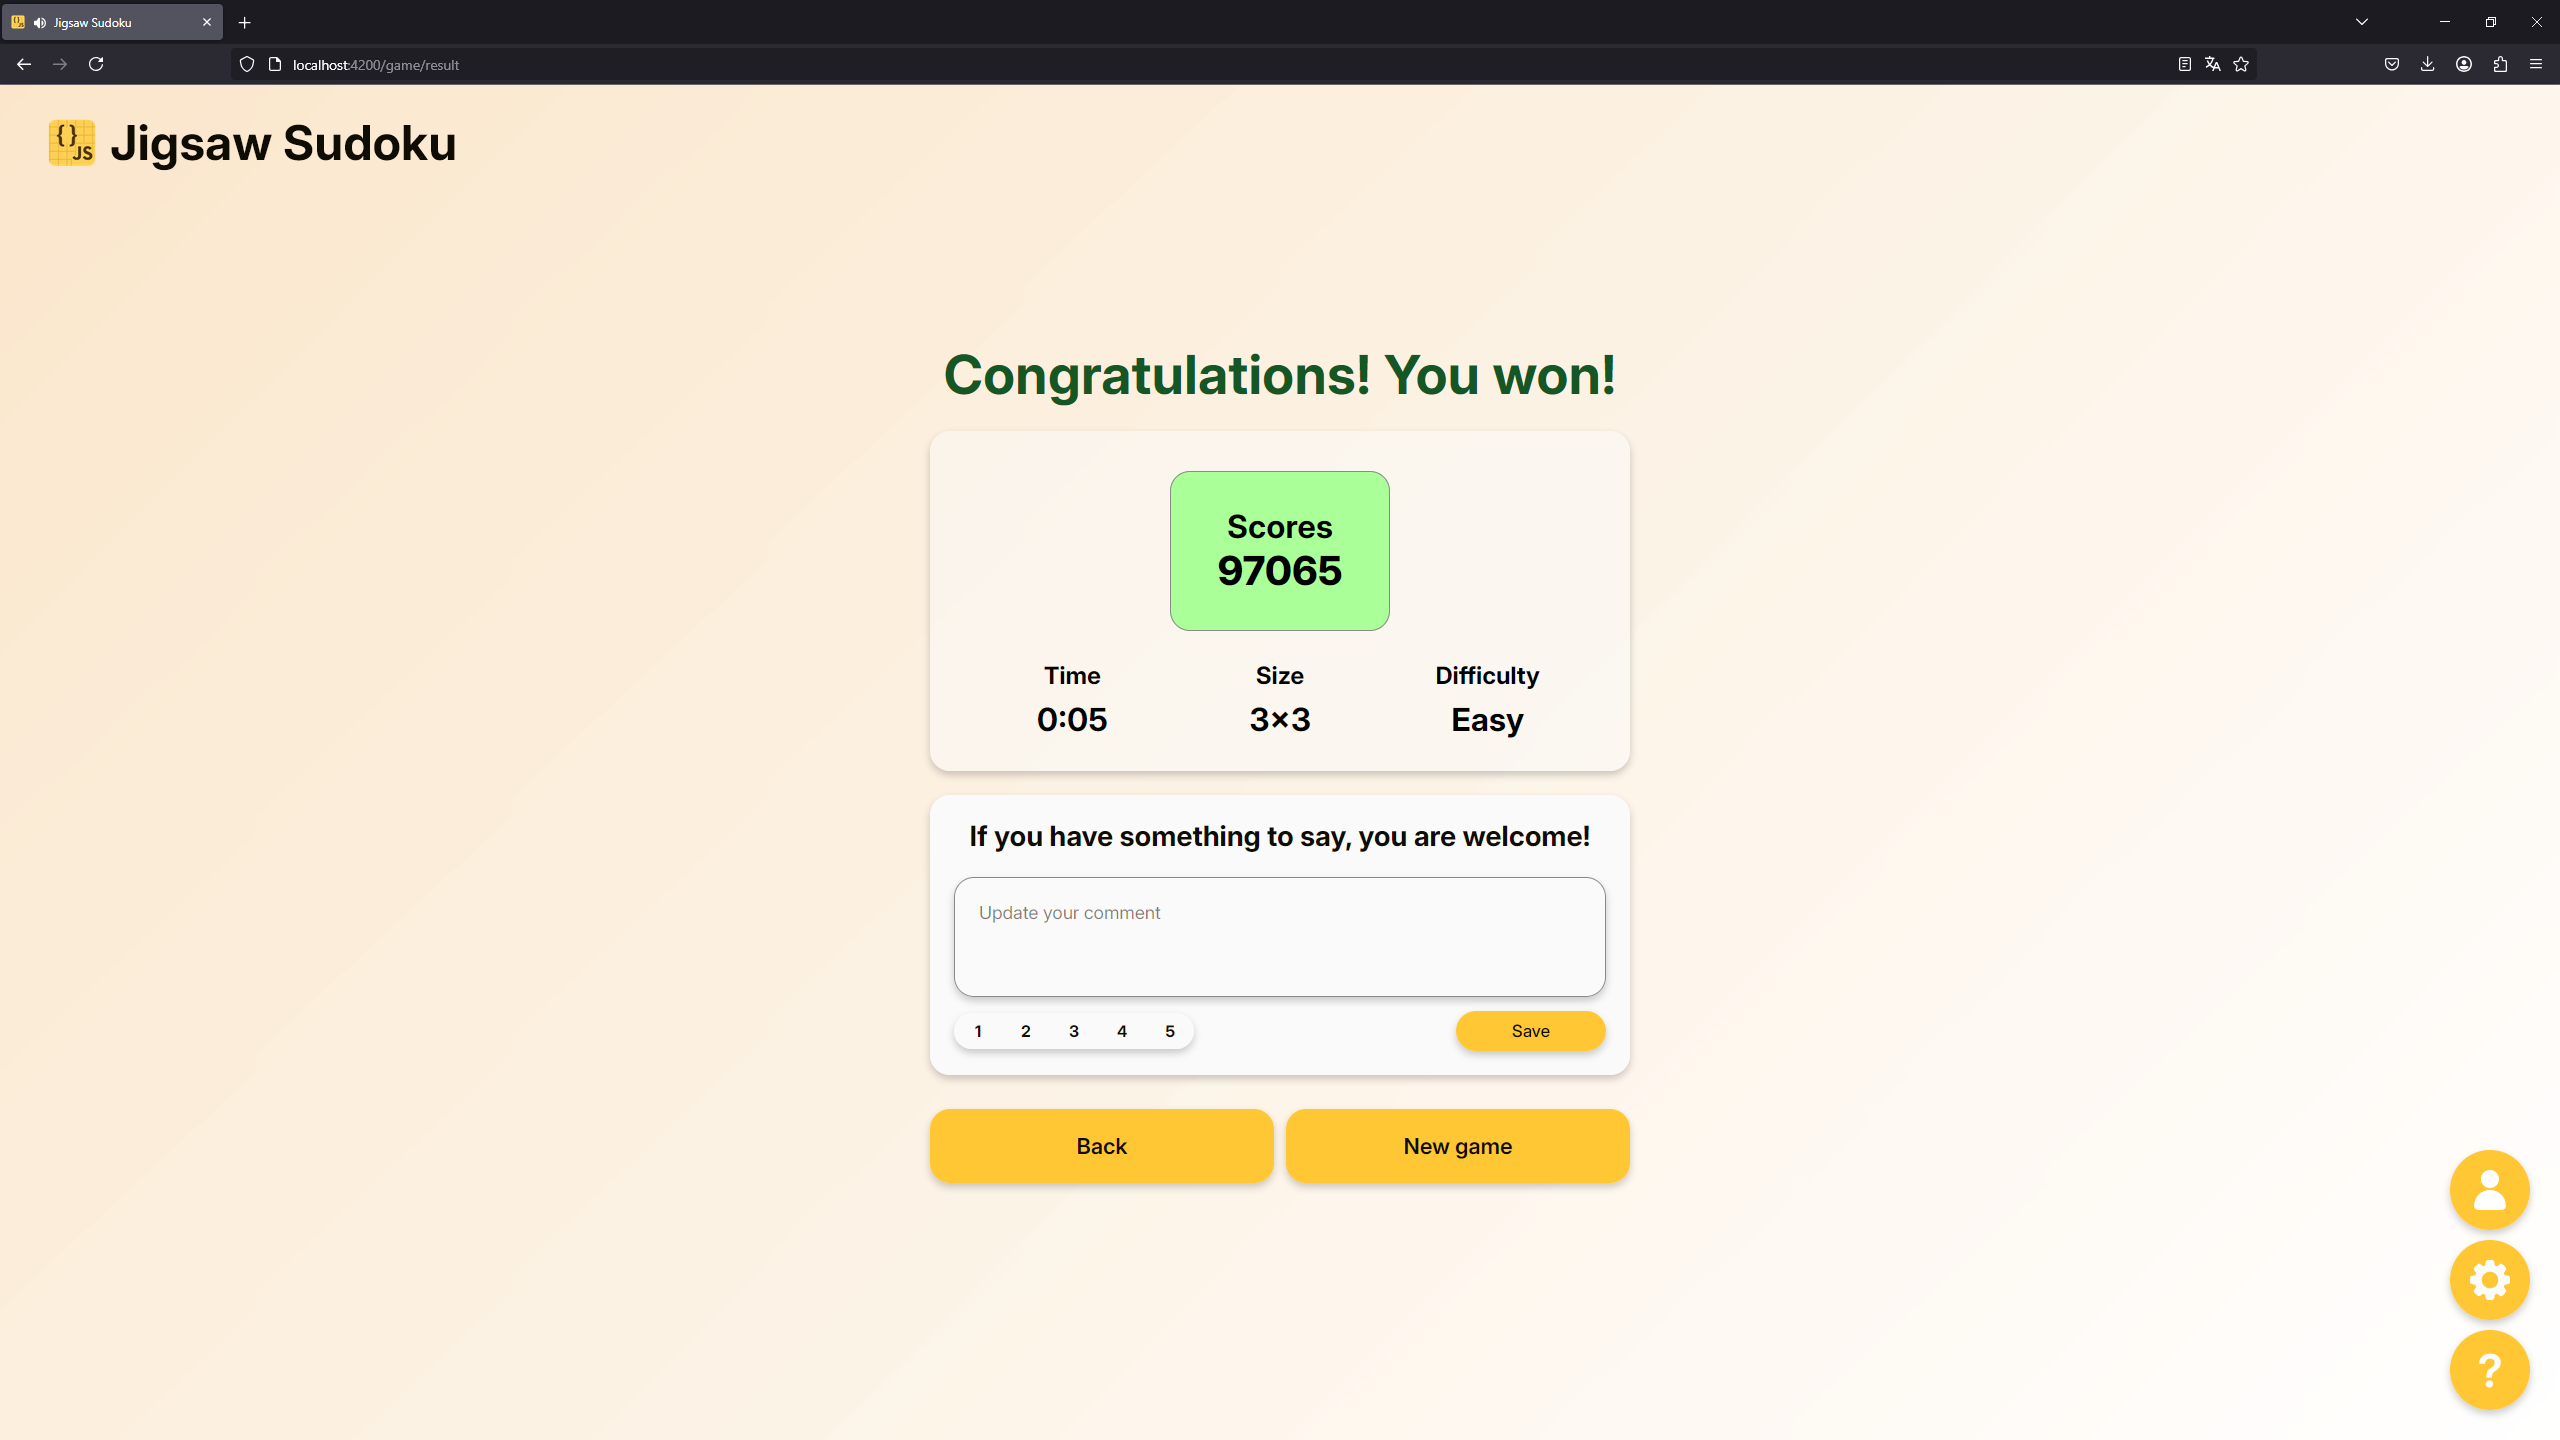 Jigsaw Sudoku
localhost:4200/game/result
{} JS
Jigsaw Sudoku
Congratulations! You won!
Scores
97065
Time Size Difficulty
0:05 3×3 Easy
If you have something to say, you are welcome!
Update your comment
1 2 3 4 5 Save
Back New game
?